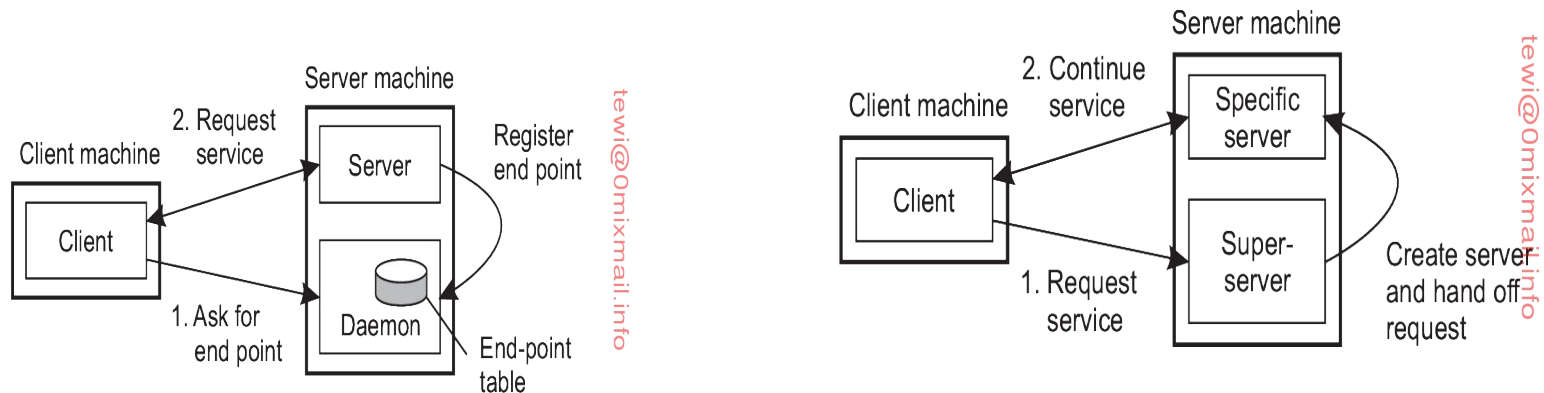 Server machine
Client machine
2. Request
service
Server
Register
end point
Client
1. Ask for
end point
Daemon
End-point
table
tewi@0mixmail.info
Server machine
Client machine
2. Continue
service
Specific
server
Client
Super-
server
1. Request
service
Create server
and hand off
request
tewi@0mixmail.info